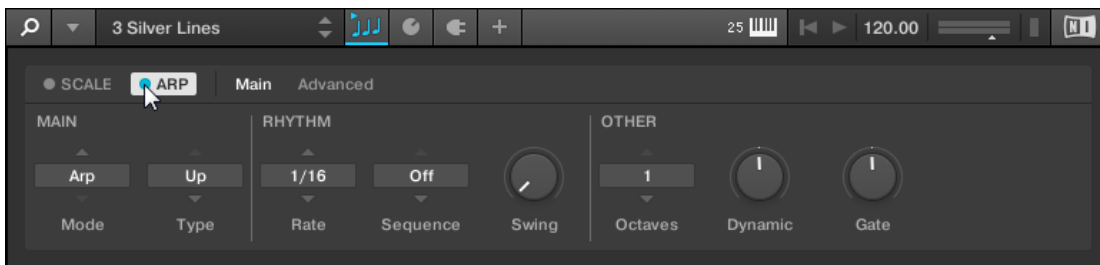 3 Silver Lines 25 120.00 NI
SCALE ARP Main Advanced
MAIN RHYTHM OTHER
Arp Up 1/16 Off 1
Mode Type Rate Sequence Swing Octaves Dynamic Gate